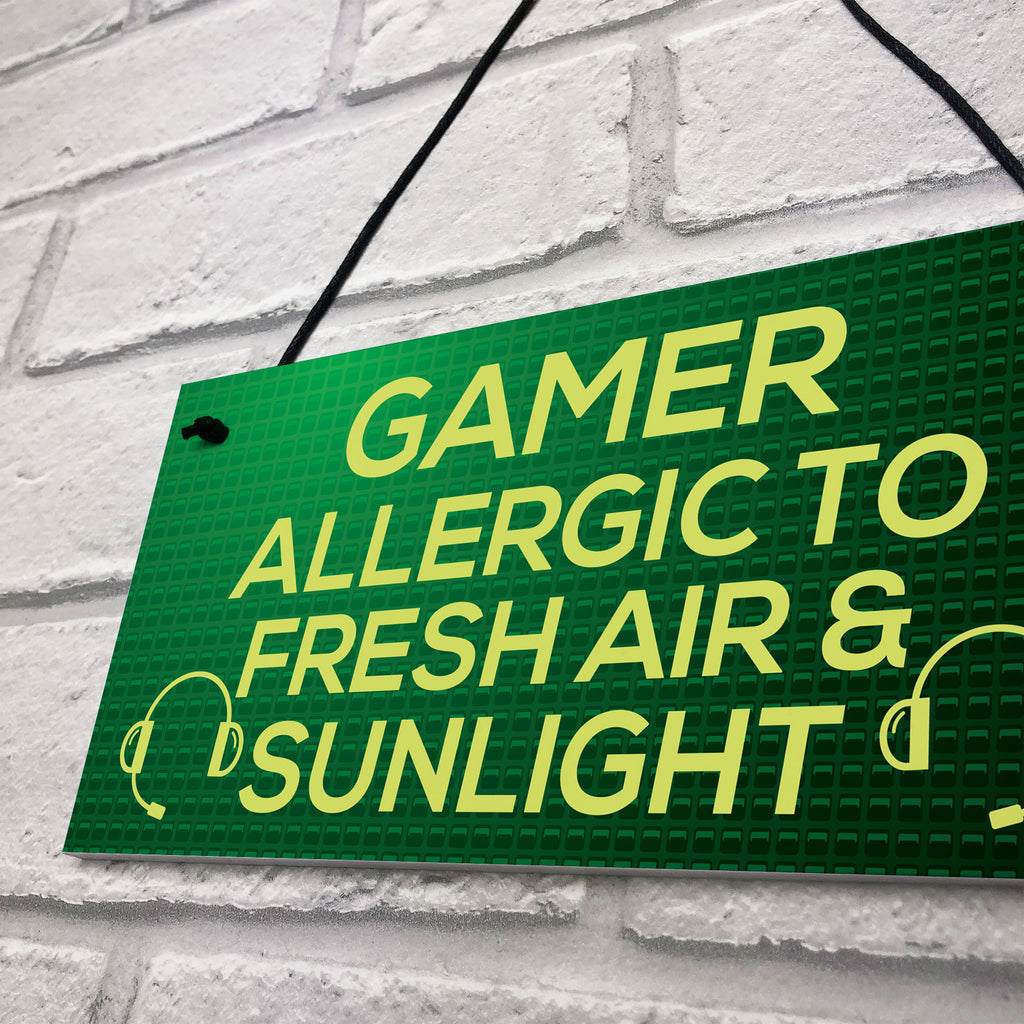 GAMER
ALLERGIC TO
FRESH AIR &
SUNLIGHT